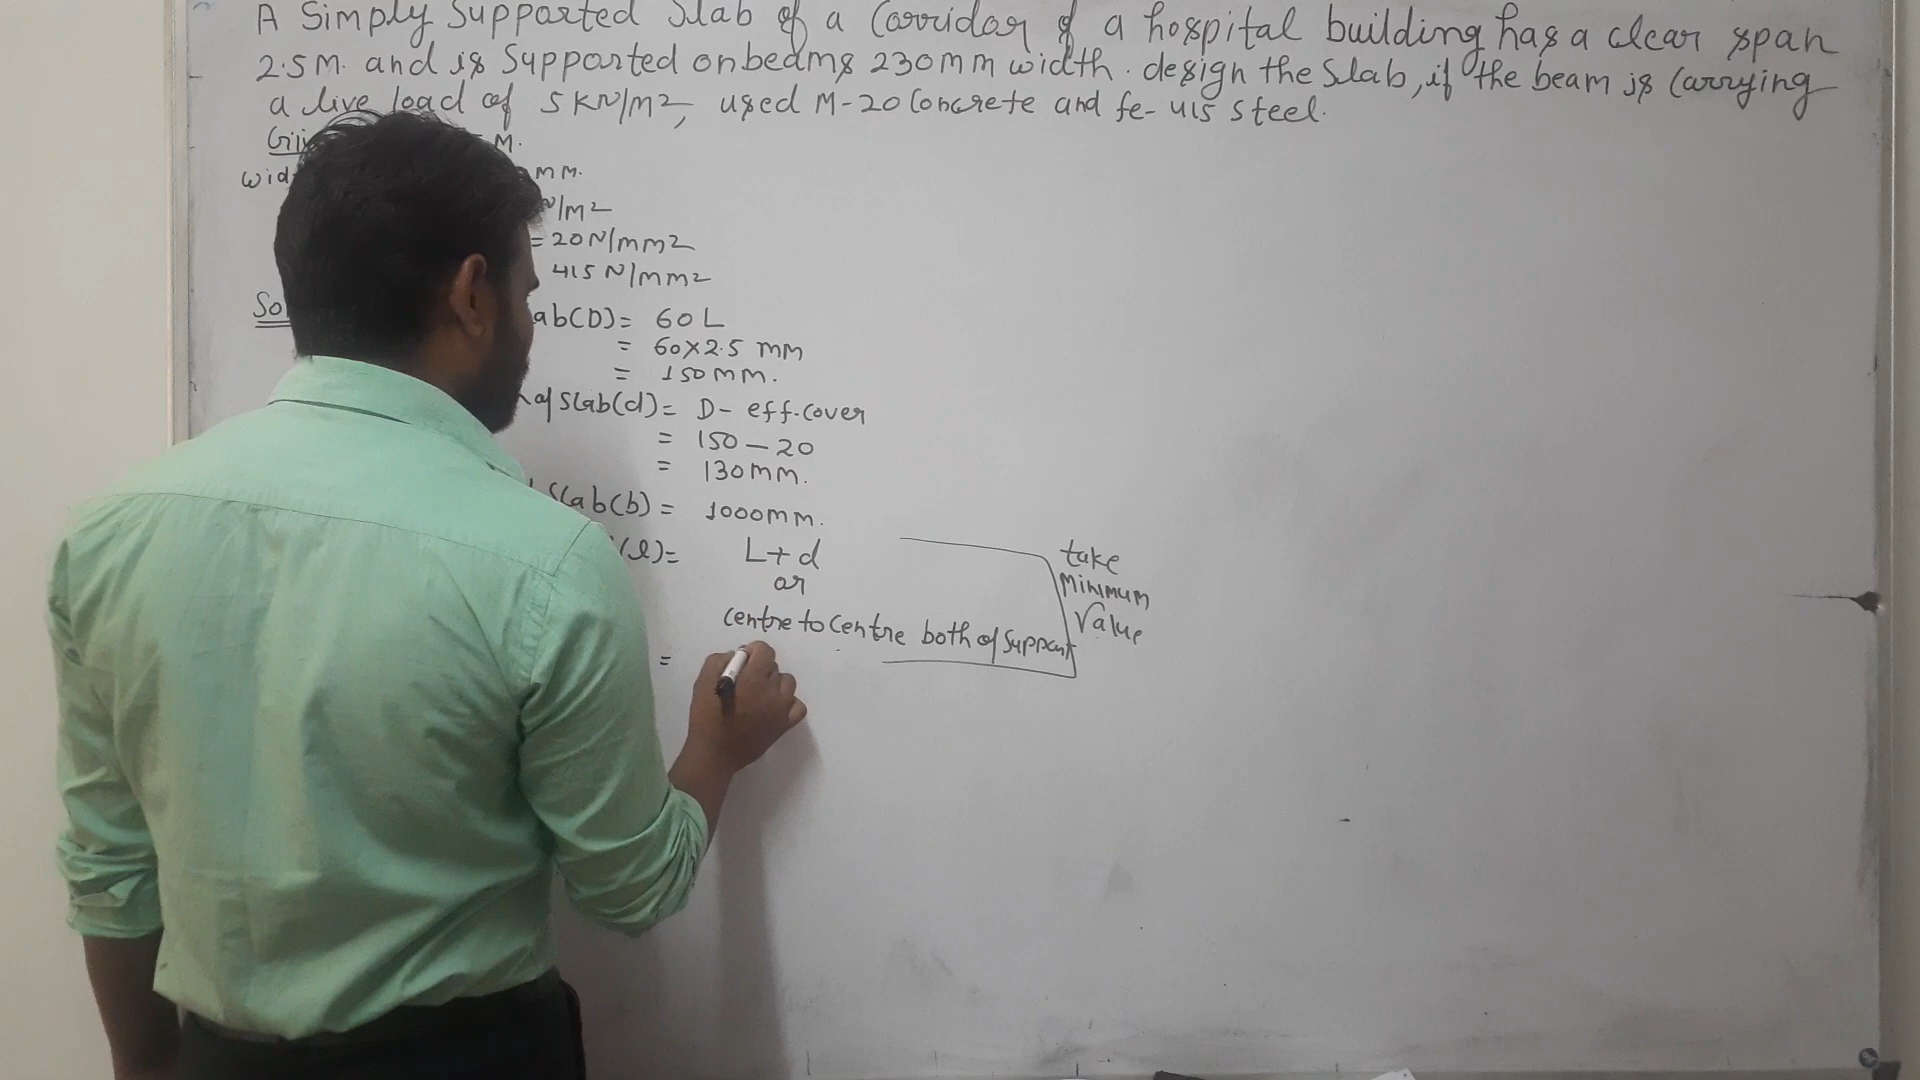 A Simply Supported Slab of a Corridor of a hospital building has a clear span
2.5M. and is Supported on beams 230mm width. design the Slab, if the beam is Carrying
a live load of 5KN/m2, used M-20 Concrete and fe-415 steel.
M.
mm.
N/m2
= 20N/mm2
415 N/mm2
ab(D)= 60L
= 60×2.5 mm
= 150mm.
of Slab(d)= D- eff.cover
= 150-20
= 130mm.
Slab(b)= 1000mm.
(l)= L+d
or
centre to centre both of Support
take
Minimum
Value
=